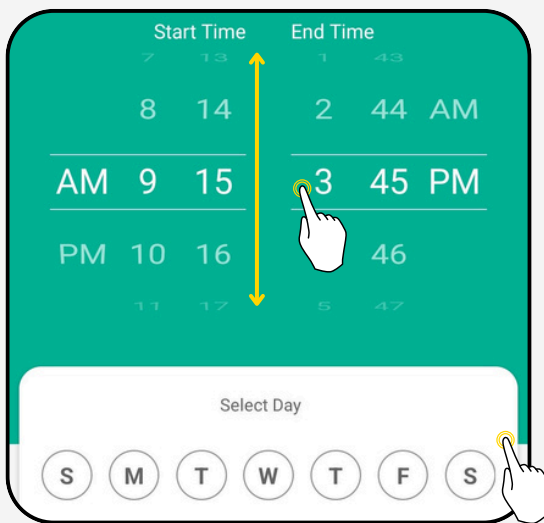 Start Time End Time
7 13 1 43
8 14 2 44 AM
AM 9 15 3 45 PM
PM 10 16 46
11 17 5 47
Select Day
S M T W T F S